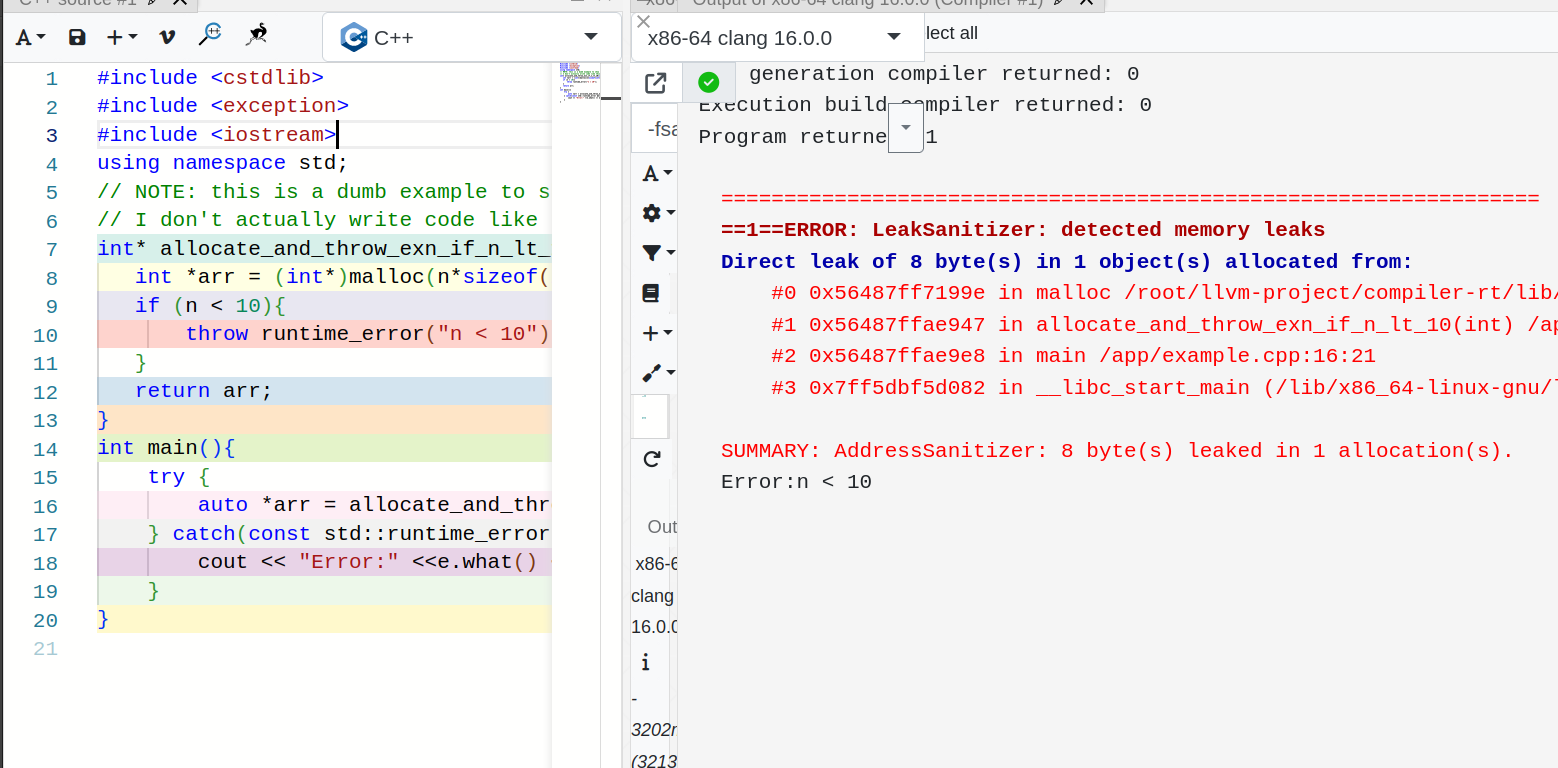 C++ source #1
C++
1 #include <cstdlib>
2 #include <exception>
3 #include <iostream>
4 using namespace std;
5 // NOTE: this is a dumb example to s
6 // I don't actually write code like
7 int* allocate_and_throw_exn_if_n_lt_
8 int *arr = (int*)malloc(n*sizeof(
9 if (n < 10){
10 throw runtime_error("n < 10")
11 }
12 return arr;
13 }
14 int main(){
15 try {
16 auto *arr = allocate_and_thr
17 } catch(const std::runtime_error
18 cout << "Error:" <<e.what()
19 }
20 }
21
x86
x86-64 clang 16.0.0
-fsa
Out
x86-6
clang
16.0.0
-
3202
(3213
Output of x86-64 clang 16.0.0 (Compiler #1)
lect all
generation compiler returned: 0
Execution build compiler returned: 0
Program returne 1
=================================================================
==1==ERROR: LeakSanitizer: detected memory leaks
Direct leak of 8 byte(s) in 1 object(s) allocated from:
#0 0x56487ff7199e in malloc /root/llvm-project/compiler-rt/lib/
#1 0x56487ffae947 in allocate_and_throw_exn_if_n_lt_10(int) /ap
#2 0x56487ffae9e8 in main /app/example.cpp:16:21
#3 0x7ff5dbf5d082 in __libc_start_main (/lib/x86_64-linux-gnu/l
SUMMARY: AddressSanitizer: 8 byte(s) leaked in 1 allocation(s).
Error:n < 10